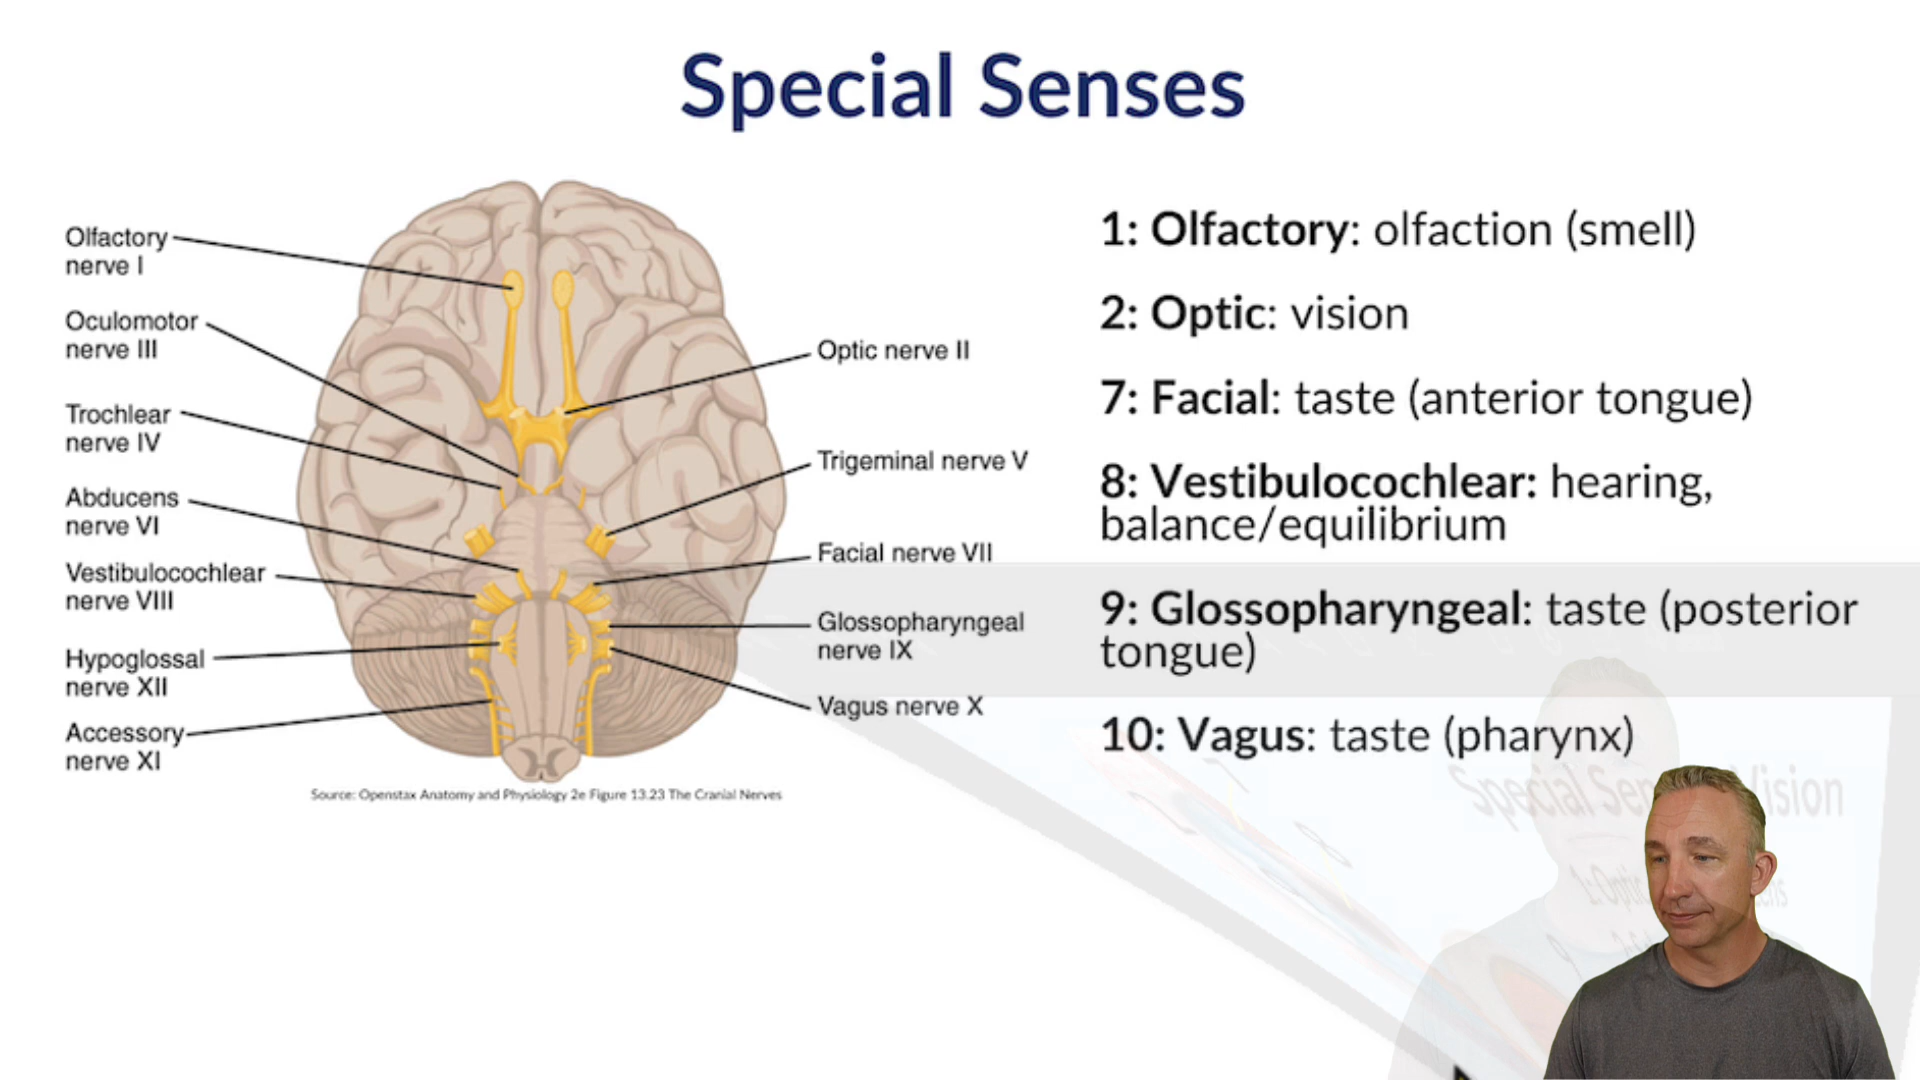 Special Senses
Olfactory
nerve I
Oculomotor
nerve III
Trochlear
nerve IV
Abducens
nerve VI
Vestibulocochlear
nerve VIII
Hypoglossal
nerve XII
Accessory
nerve XI
Optic nerve II
Trigeminal nerve V
Facial nerve VII
Glossopharyngeal
nerve IX
Vagus nerve X
Source: Openstax Anatomy and Physiology 2e Figure 13.23 The Cranial Nerves
1: Olfactory: olfaction (smell)
2: Optic: vision
7: Facial: taste (anterior tongue)
8: Vestibulocochlear: hearing,
balance/equilibrium
9: Glossopharyngeal: taste (posterior
tongue)
10: Vagus: taste (pharynx)
Special